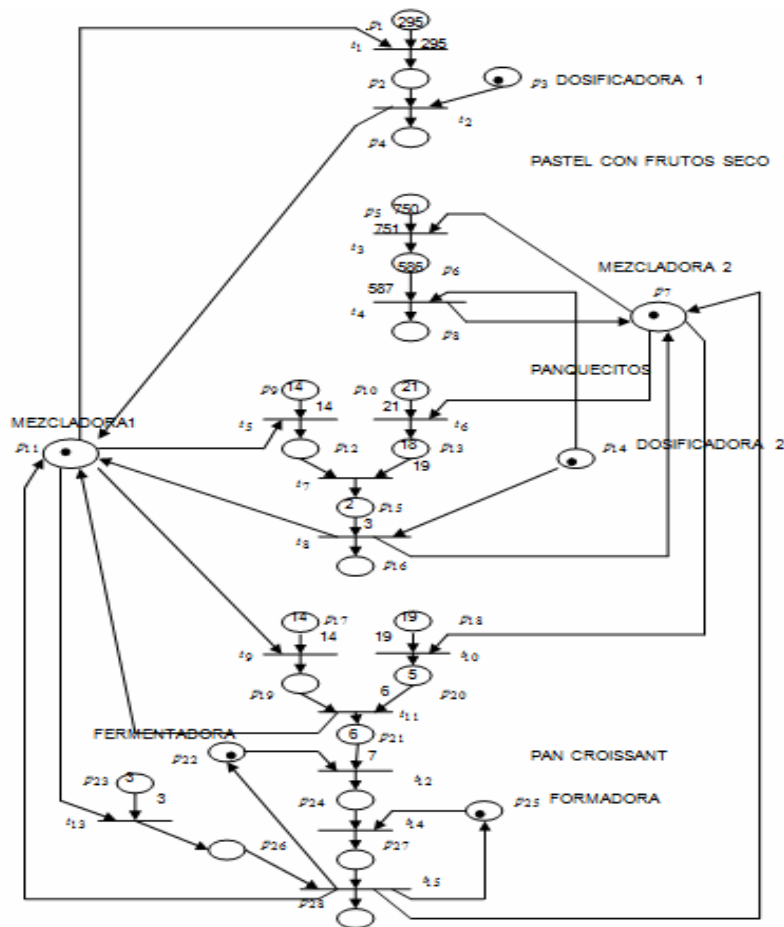 p1 295
t1 295
p2 p3 DOSIFICADORA 1
t2
p4
PASTEL CON FRUTOS SECO
p5 750
751
t3
586 p6 MEZCLADORA 2
587 p7
t4
p8
PANQUECITOS
p9 14 p10 21
14 21
MEZCLADORA1 t5 t6
p11 p12 18 p13 p14 DOSIFICADORA 2
19
t7
2 p15
3
t8
p16
14 p17 19 p18
14 19
t9 t10
p19 5 p20
6
t11
FERMENTADORA 6 p21
p22 7 PAN CROISSANT
p23 3 t12
3 p24 p25 FORMADORA
t13 t14
p26 p27
t15
p28